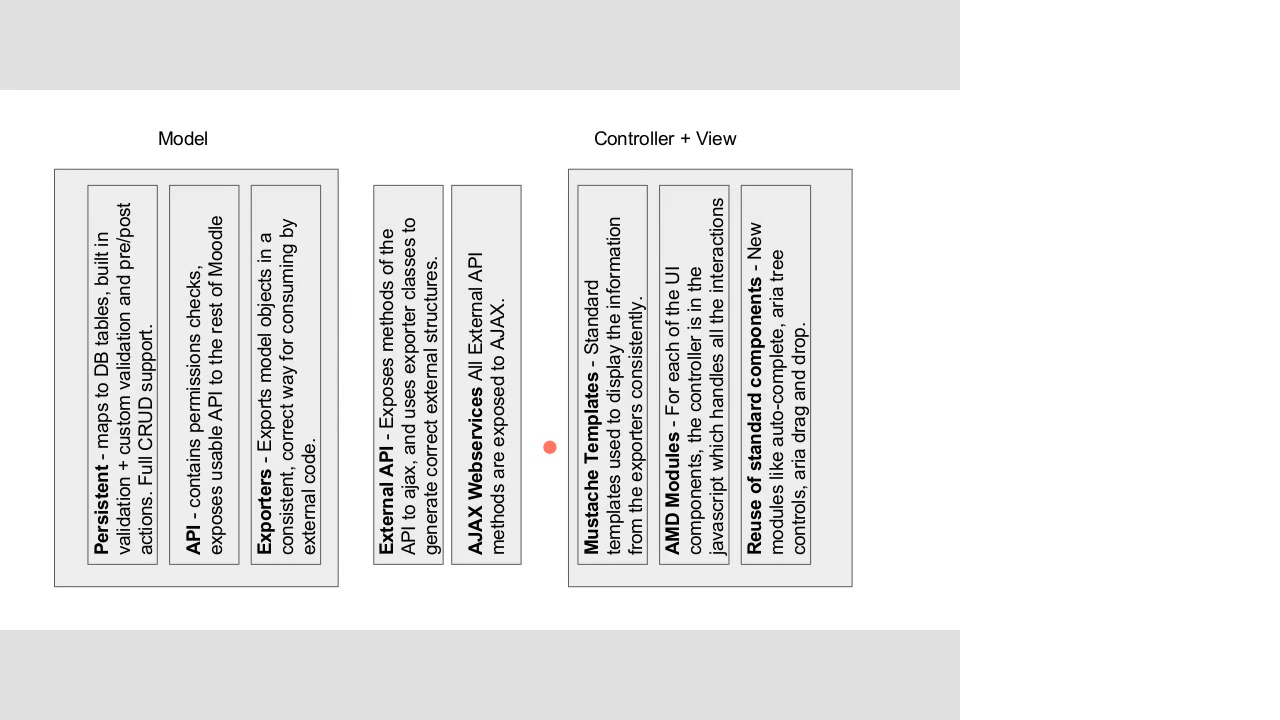 Model
Controller + View
Persistent - maps to DB tables, built in
validation + custom validation and pre/post
actions. Full CRUD support.
API - contains permissions checks,
exposes usable API to the rest of Moodle
Exporters - Exports model objects in a
consistent, correct way for consuming by
external code.
External API - Exposes methods of the
API to ajax, and uses exporter classes to
generate correct external structures.
AJAX Webservices All External API
methods are exposed to AJAX.
Mustache Templates - Standard
templates used to display the information
from the exporters consistently.
AMD Modules - For each of the UI
components, the controller is in the
javascript which handles all the interactions
Reuse of standard components - New
modules like auto-complete, aria tree
controls, aria drag and drop.